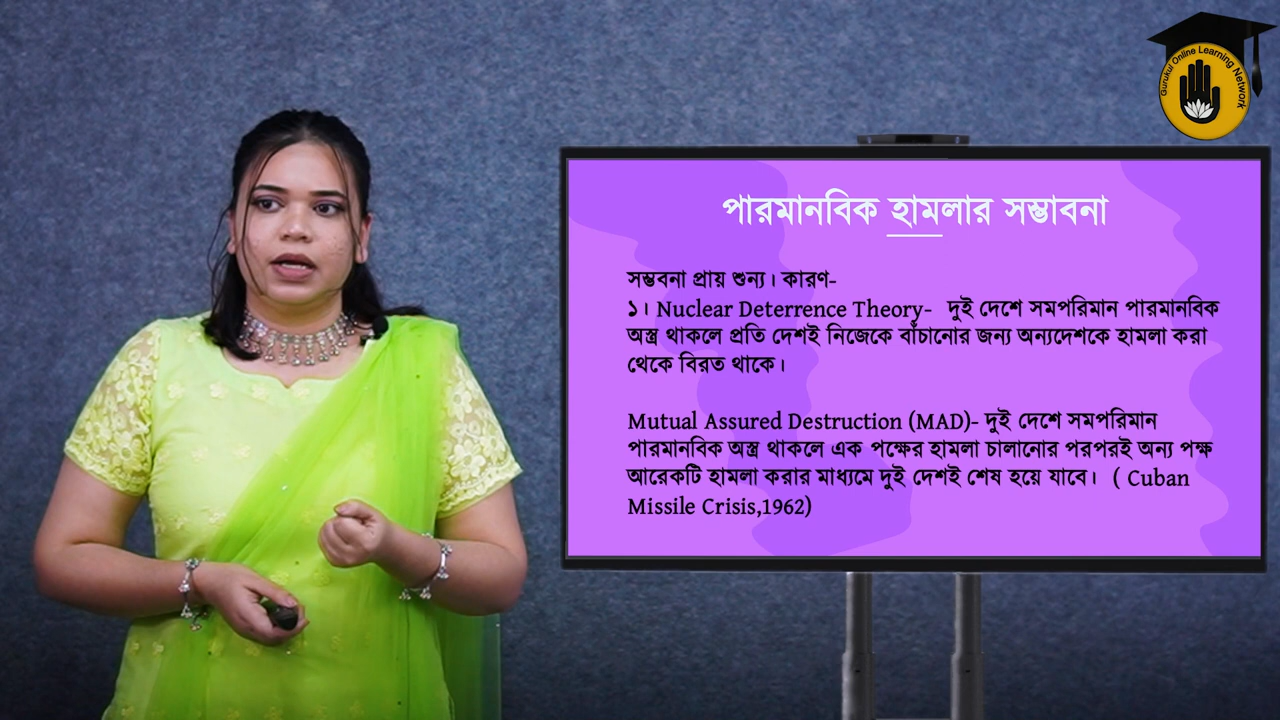 Gurukul Online Learning Network
পারমানবিক হামলার সম্ভাবনা
সম্ভবনা প্রায় শুন্য। কারণ-
১। Nuclear Deterrence Theory- দুই দেশে সমপরিমান পারমানবিক
অস্ত্র থাকলে প্রতি দেশই নিজেকে বাঁচানোর জন্য অন্যদেশকে হামলা করা
থেকে বিরত থাকে।
Mutual Assured Destruction (MAD)- দুই দেশে সমপরিমান
পারমানবিক অস্ত্র থাকলে এক পক্ষের হামলা চালানোর পরপরই অন্য পক্ষ
আরেকটি হামলা করার মাধ্যমে দুই দেশই শেষ হয়ে যাবে। ( Cuban
Missile Crisis,1962)